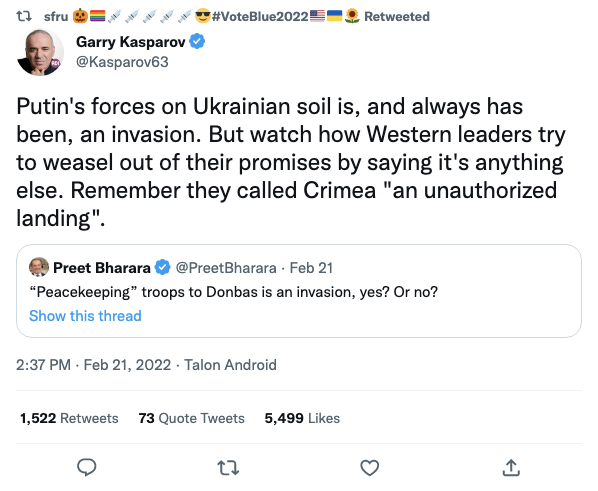 sfru 🎃🏳️‍🌈💉💉💉💉💉😎#VoteBlue2022🇺🇸🇺🇦🌻 Retweeted
Garry Kasparov
@Kasparov63
Putin's forces on Ukrainian soil is, and always has
been, an invasion. But watch how Western leaders try
to weasel out of their promises by saying it's anything
else. Remember they called Crimea "an unauthorized
landing".
Preet Bharara @PreetBharara · Feb 21
“Peacekeeping” troops to Donbas is an invasion, yes? Or no?
Show this thread
2:37 PM · Feb 21, 2022 · Talon Android
1,522 Retweets 73 Quote Tweets 5,499 Likes